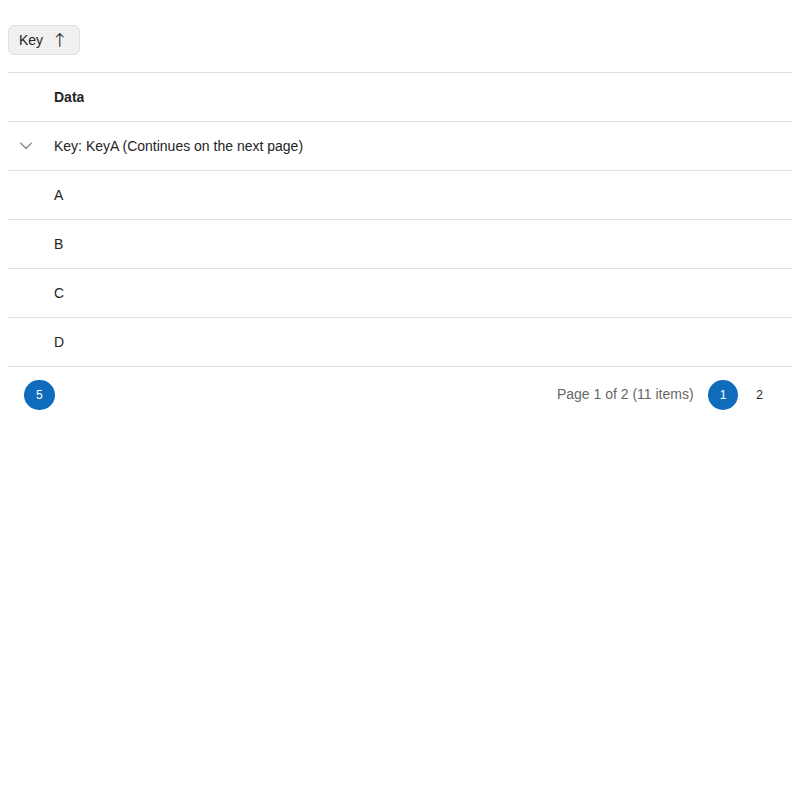 Key
Data
Key: KeyA (Continues on the next page)
A
B
C
D
5 Page 1 of 2 (11 items) 1 2